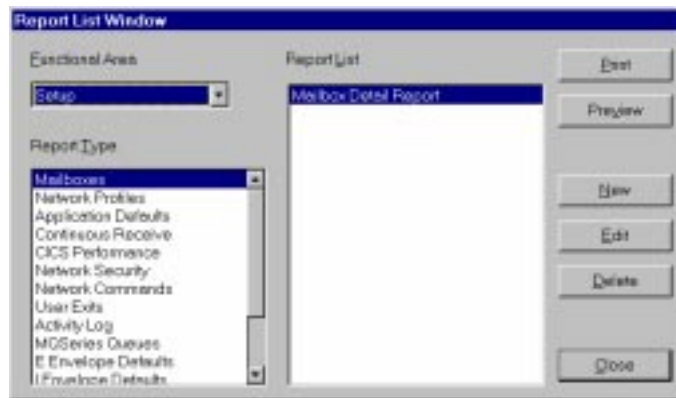 Report List Window
Functional Area
Setup
Report Type
Mailboxes
Network Profiles
Application Defaults
Continuous Receive
CICS Performance
Network Security
Network Commands
User Exits
Activity Log
MQSeries Queues
E Envelope Defaults
I Envelope Defaults
Report List
Mailbox Detail Report
Print
Preview
New
Edit
Delete
Close